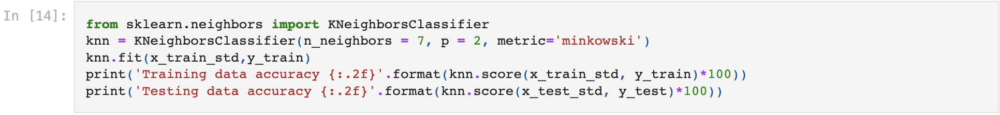 In [14]:
from sklearn.neighbors import KNeighborsClassifier
knn = KNeighborsClassifier(n_neighbors = 7, p = 2, metric='minkowski')
knn.fit(x_train_std,y_train)
print('Training data accuracy {:.2f}'.format(knn.score(x_train_std, y_train)*100))
print('Testing data accuracy {:.2f}'.format(knn.score(x_test_std, y_test)*100))